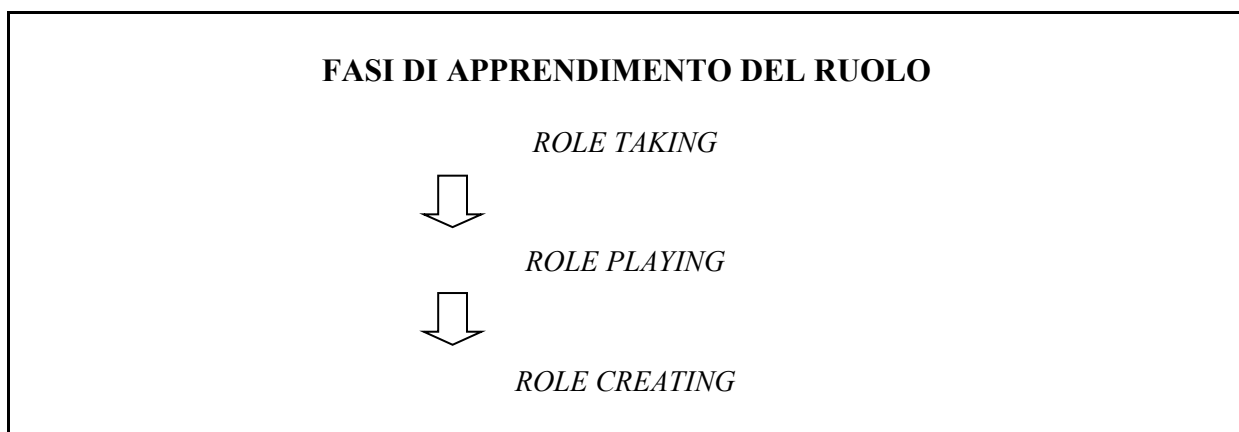 FASI DI APPRENDIMENTO DEL RUOLO
ROLE TAKING
ROLE PLAYING
ROLE CREATING